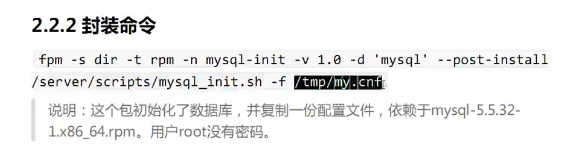 2.2.2 封装命令
fpm -s dir -t rpm -n mysql-init -v 1.0 -d 'mysql' --post-install
/server/scripts/mysql_init.sh -f /tmp/my.cnf
说明：这个包初始化了数据库，并复制一份配置文件，依赖于mysql-5.5.32-
1.x86_64.rpm。用户root没有密码。